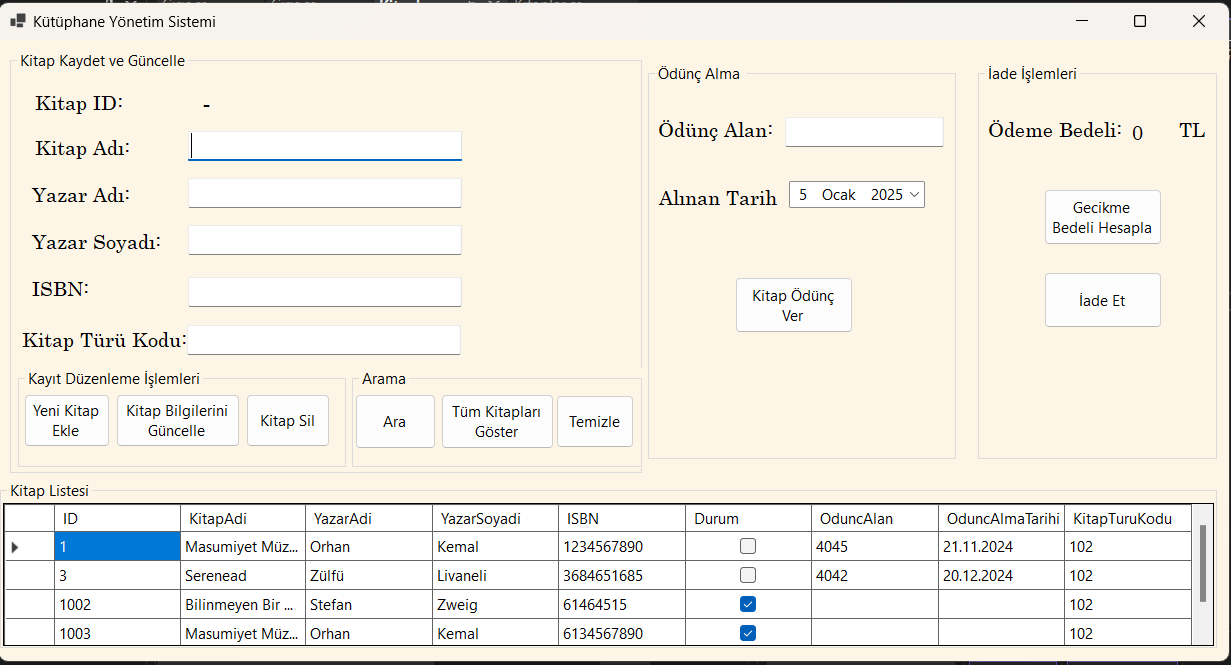 Kütüphane Yönetim Sistemi
Kitap Kaydet ve Güncelle
Kitap ID: -
Kitap Adı:
Yazar Adı:
Yazar Soyadı:
ISBN:
Kitap Türü Kodu:
Kayıt Düzenleme İşlemleri
Yeni Kitap
Ekle
Kitap Bilgilerini
Güncelle
Kitap Sil
Arama
Ara
Tüm Kitapları
Göster
Temizle
Ödünç Alma
Ödünç Alan:
Alınan Tarih 5 Ocak 2025
Kitap Ödünç
Ver
İade İşlemleri
Ödeme Bedeli: 0 TL
Gecikme
Bedeli Hesapla
İade Et
Kitap Listesi
ID KitapAdi YazarAdi YazarSoyadi ISBN Durum OduncAlan OduncAlmaTarihi KitapTuruKodu
1 Masumiyet Müz... Orhan Kemal 1234567890 4045 21.11.2024 102
3 Serenead Zülfü Livaneli 3684651685 4042 20.12.2024 102
1002 Bilinmeyen Bir ... Stefan Zweig 61464515 102
1003 Masumiyet Müz... Orhan Kemal 6134567890 102